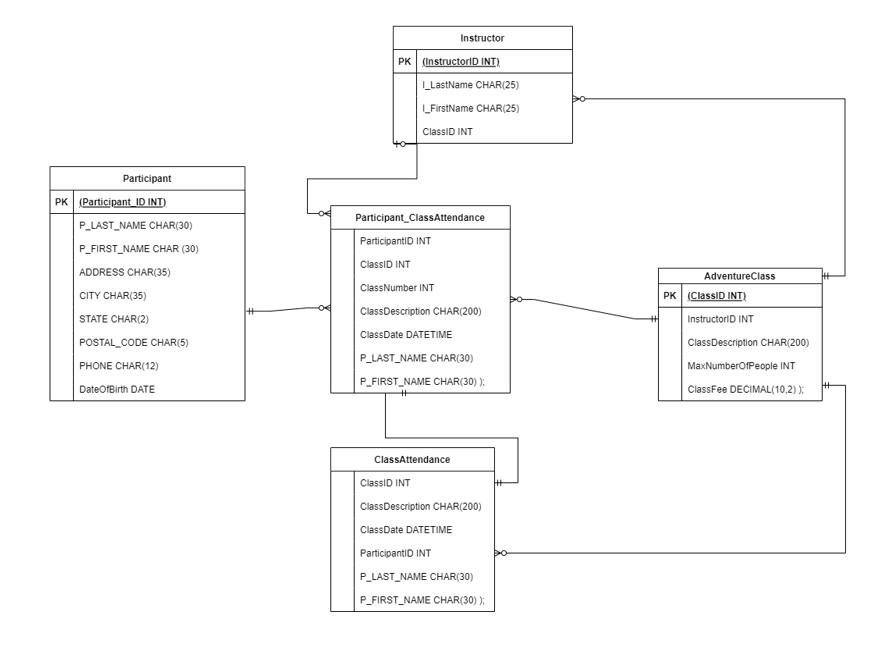 Instructor
PK (InstructorID INT)
I_LastName CHAR(25)
I_FirstName CHAR(25)
ClassID INT
Participant
PK (Participant_ID INT)
P_LAST_NAME CHAR(30)
P_FIRST_NAME CHAR (30)
ADDRESS CHAR(35)
CITY CHAR(35)
STATE CHAR(2)
POSTAL_CODE CHAR(5)
PHONE CHAR(12)
DateOfBirth DATE
Participant_ClassAttendance
ParticipantID INT
ClassID INT
ClassNumber INT
ClassDescription CHAR(200)
ClassDate DATETIME
P_LAST_NAME CHAR(30)
P_FIRST_NAME CHAR(30) );
AdventureClass
PK (ClassID INT)
InstructorID INT
ClassDescription CHAR(200)
MaxNumberOfPeople INT
ClassFee DECIMAL(10,2) );
ClassAttendance
ClassID INT
ClassDescription CHAR(200)
ClassDate DATETIME
ParticipantID INT
P_LAST_NAME CHAR(30)
P_FIRST_NAME CHAR(30) );